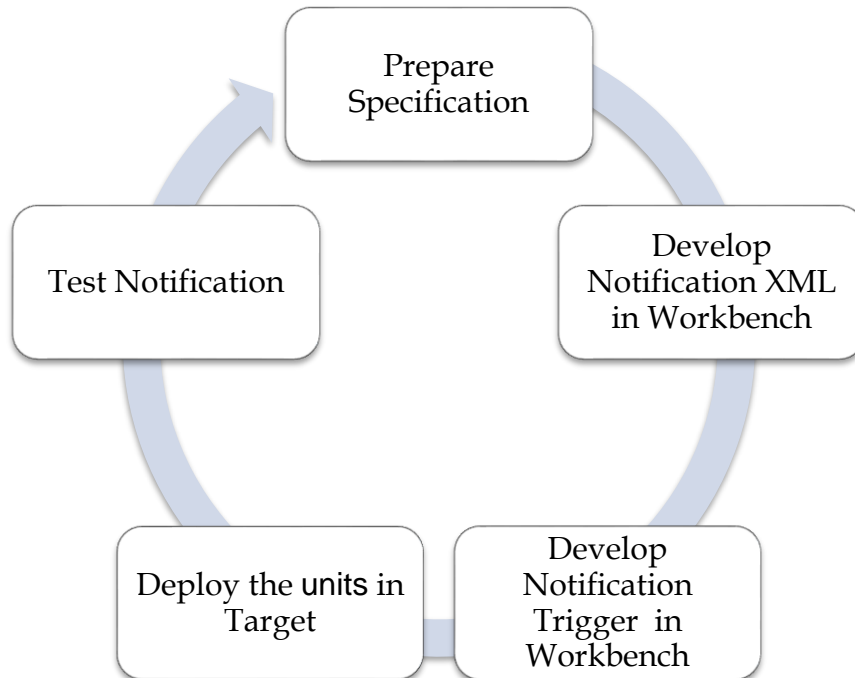 Prepare
Specification
Develop
Notification XML
in Workbench
Develop
Notification
Trigger in
Workbench
Deploy the units in
Target
Test Notification